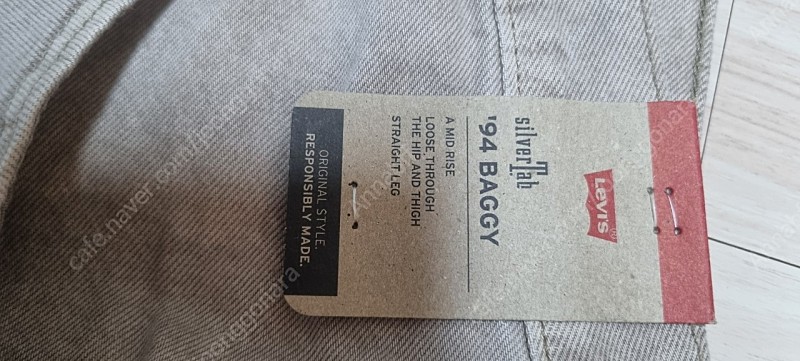 Levi's
silverTab
'94 BAGGY
A MID RISE
LOOSE THROUGH
THE HIP AND THIGH
STRAIGHT LEG
ORIGINAL STYLE.
RESPONSIBLY MADE.
cafe.naver.com/joonggonara